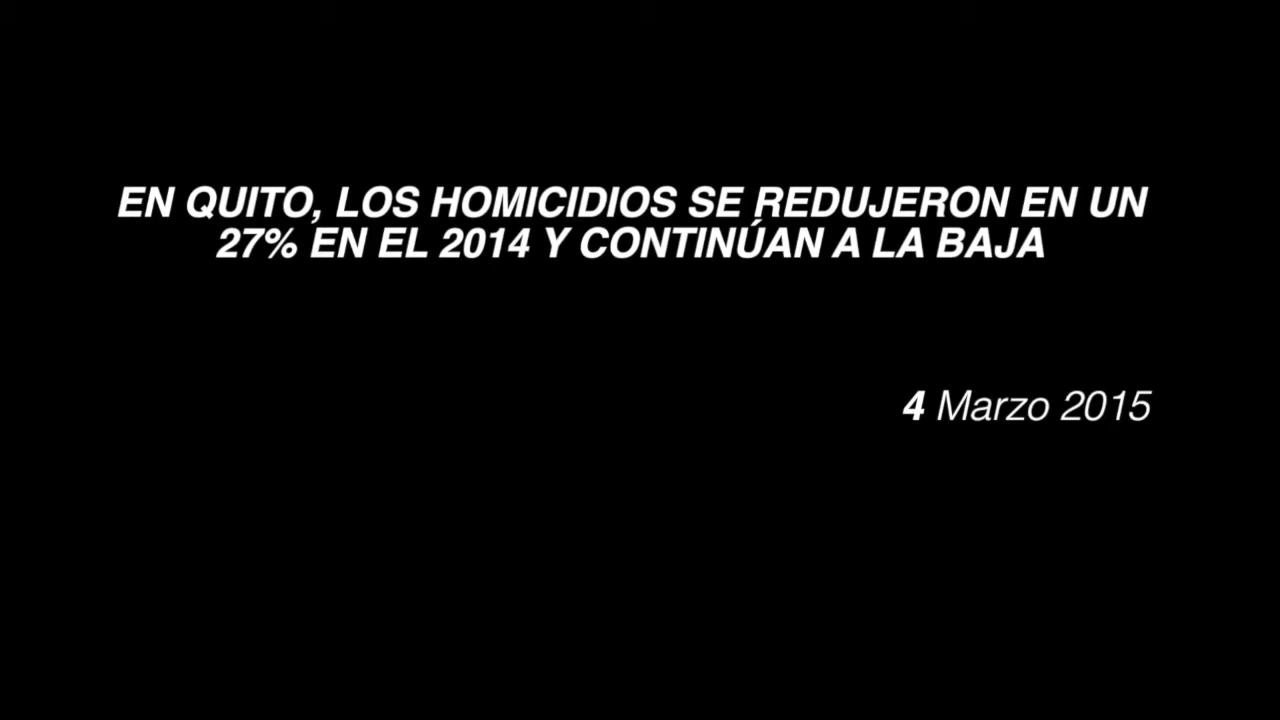 EN QUITO, LOS HOMICIDIOS SE REDUJERON EN UN
27% EN EL 2014 Y CONTINÚAN A LA BAJA
4 Marzo 2015